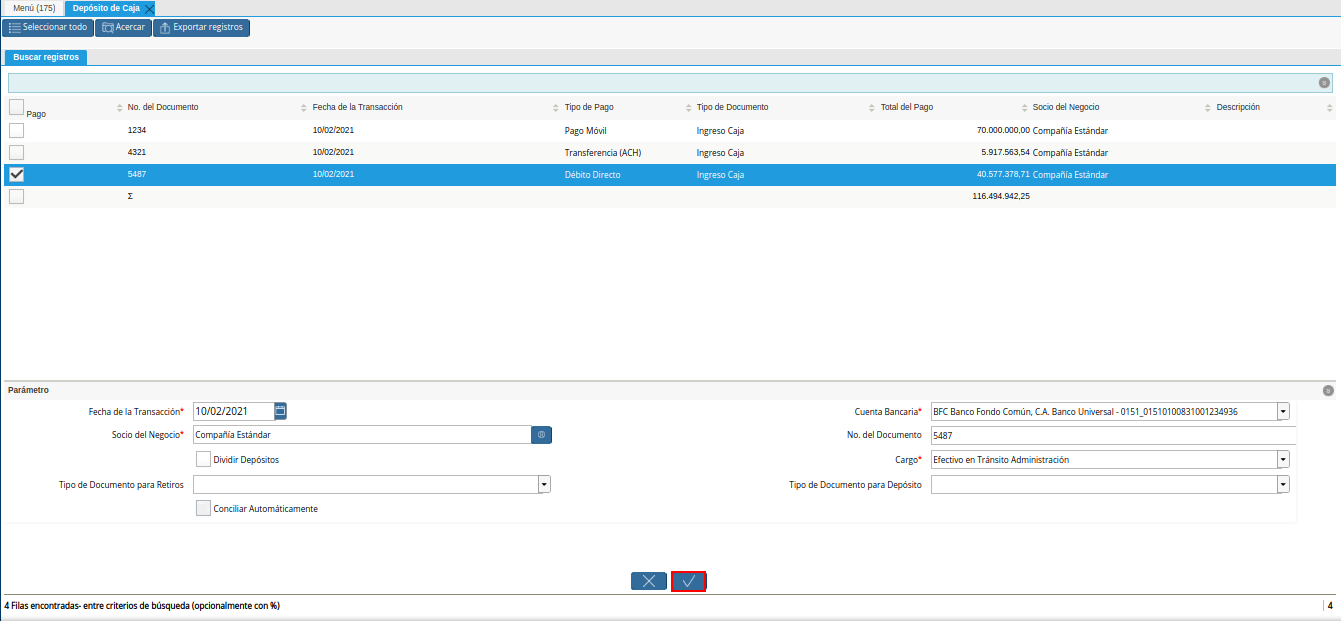 Menú (175) Depósito de Caja
Seleccionar todo Acercar Exportar registros
Buscar registros
Pago No. del Documento Fecha de la Transacción Tipo de Pago Tipo de Documento Total del Pago Socio del Negocio Descripción
1234 10/02/2021 Pago Móvil Ingreso Caja 70.000.000,00 Compañía Estándar
4321 10/02/2021 Transferencia (ACH) Ingreso Caja 5.917.563,54 Compañía Estándar
5487 10/02/2021 Débito Directo Ingreso Caja 40.577.378,71 Compañía Estándar
Σ 116.494.942,25
Parámetro
Fecha de la Transacción* 10/02/2021 Cuenta Bancaria* BFC Banco Fondo Común, C.A. Banco Universal - 0151_01510100831001234936
Socio del Negocio* Compañía Estándar No. del Documento 5487
Dividir Depósitos Cargo* Efectivo en Tránsito Administración
Tipo de Documento para Retiros Tipo de Documento para Depósito
Conciliar Automáticamente
4 Filas encontradas- entre criterios de búsqueda (opcionalmente con %) 4